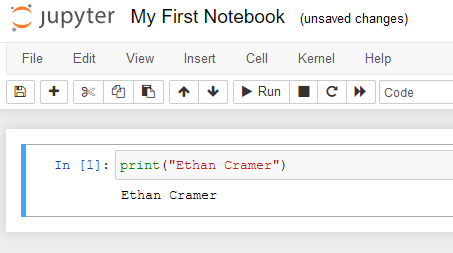 jupyter My First Notebook (unsaved changes)
File Edit View Insert Cell Kernel Help
Run Code
In [1]: print("Ethan Cramer")
Ethan Cramer